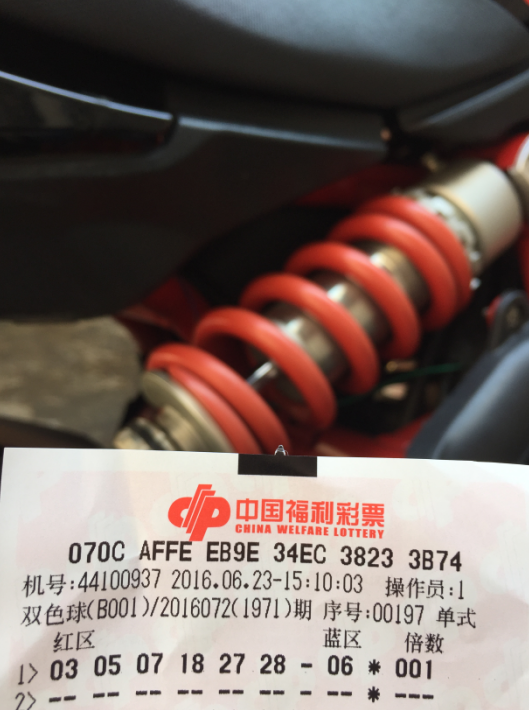 中国福利彩票
CHINA WELFARE LOTTERY
070C AFFE EB9E 34EC 3823 3B74
机号:44100937 2016.06.23-15:10:03 操作员:1
双色球(B001)/2016072(1971)期 序号:00197 单式
红区 蓝区 倍数
1> 03 05 07 18 27 28 - 06 * 001
2> -- -- -- -- -- -- - -- * ---